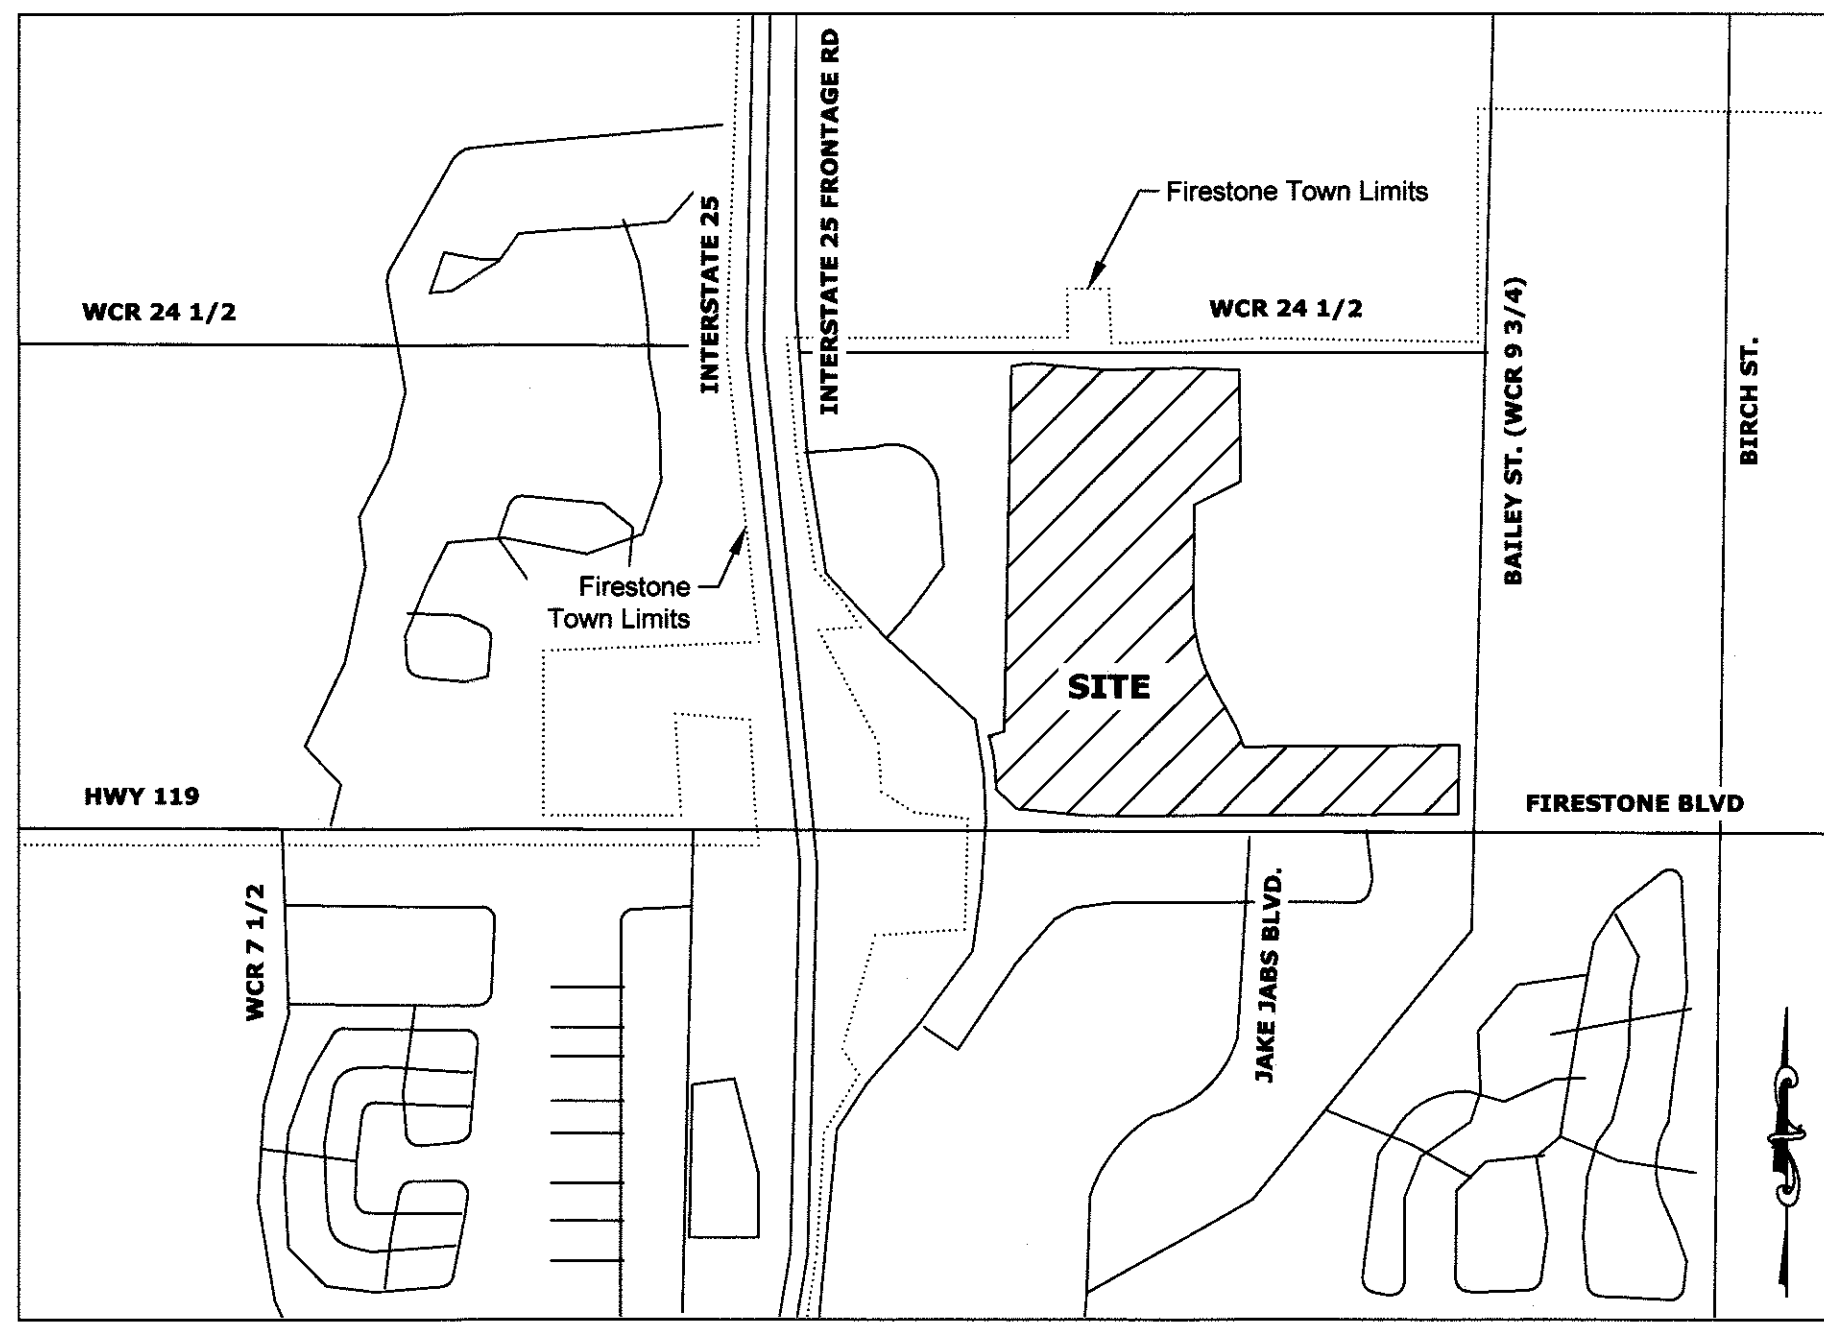 INTERSTATE 25 FRONTAGE RD
Firestone Town Limits
INTERSTATE 25
WCR 24 1/2
WCR 24 1/2
BAILEY ST. (WCR 9 3/4)
BIRCH ST.
Firestone
Town Limits
SITE
HWY 119
FIRESTONE BLVD
WCR 7 1/2
JAKE JABS BLVD.